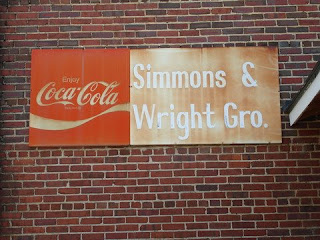 Enjoy
Coca-Cola
Simmons &
Wright Gro.